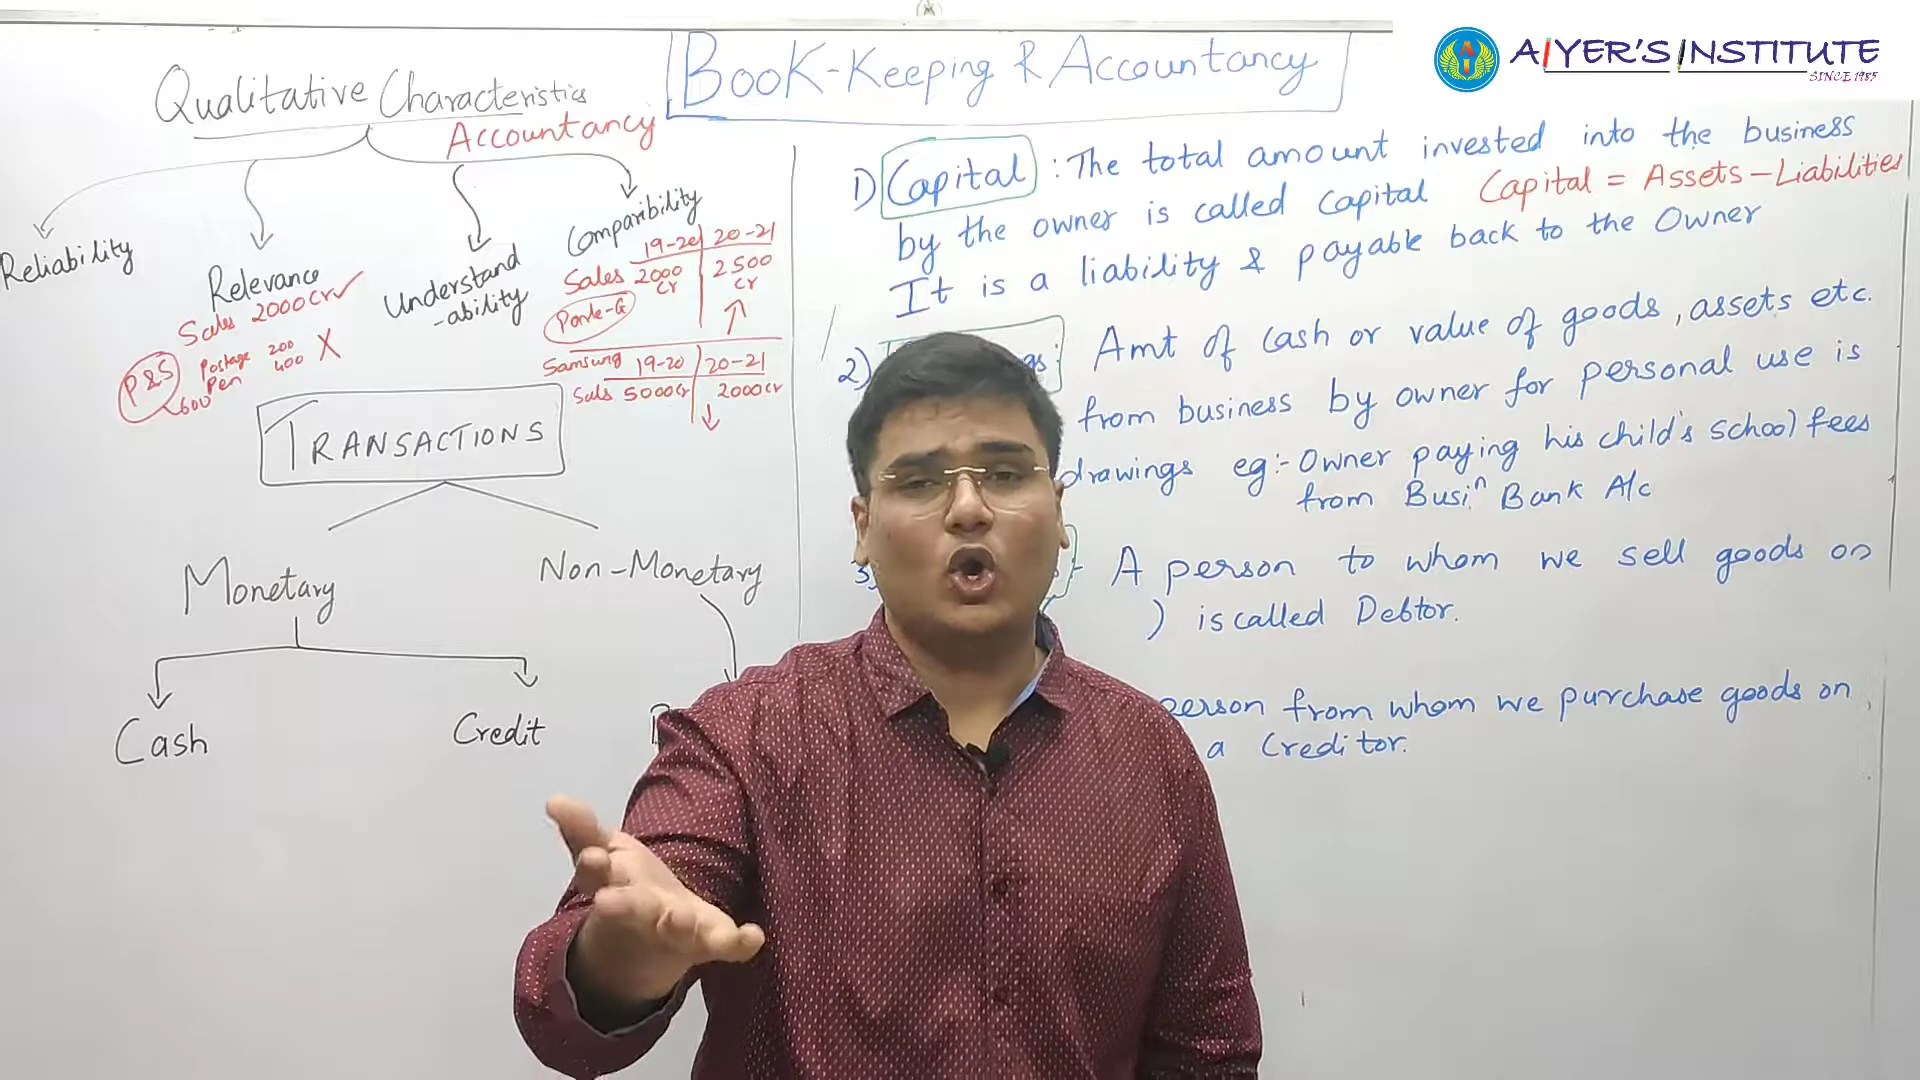 AIYER'S INSTITUTE
SINCE 1985
BooK-Keeping & Accountancy
Qualitative Characteristics
Accountancy
Reliability
Relevance
Sales 2000Cr✓
Postage 200
Pen 400 X
P&S
600
Understand
-ability
Comparibility
19-20 20-21
Sales 2000 Cr 2500 Cr
Parle-G
Samsung 19-20 20-21
Sals 5000Cr 2000Cr
TRANSACTIONS
Monetary Non-Monetary
Cash Credit
1) Capital : The total amount invested into the business
by the owner is called capital Capital = Assets-Liabilities
It is a liability & payable back to the Owner
2) Amt of cash or value of goods, assets etc.
from business by owner for personal use is
drawings eg:- Owner paying his child's school fees
from Busiⁿ Bank A/c
3) :- A person to whom we sell goods on
) is called Debtor.
person from whom we purchase goods on
a Creditor.